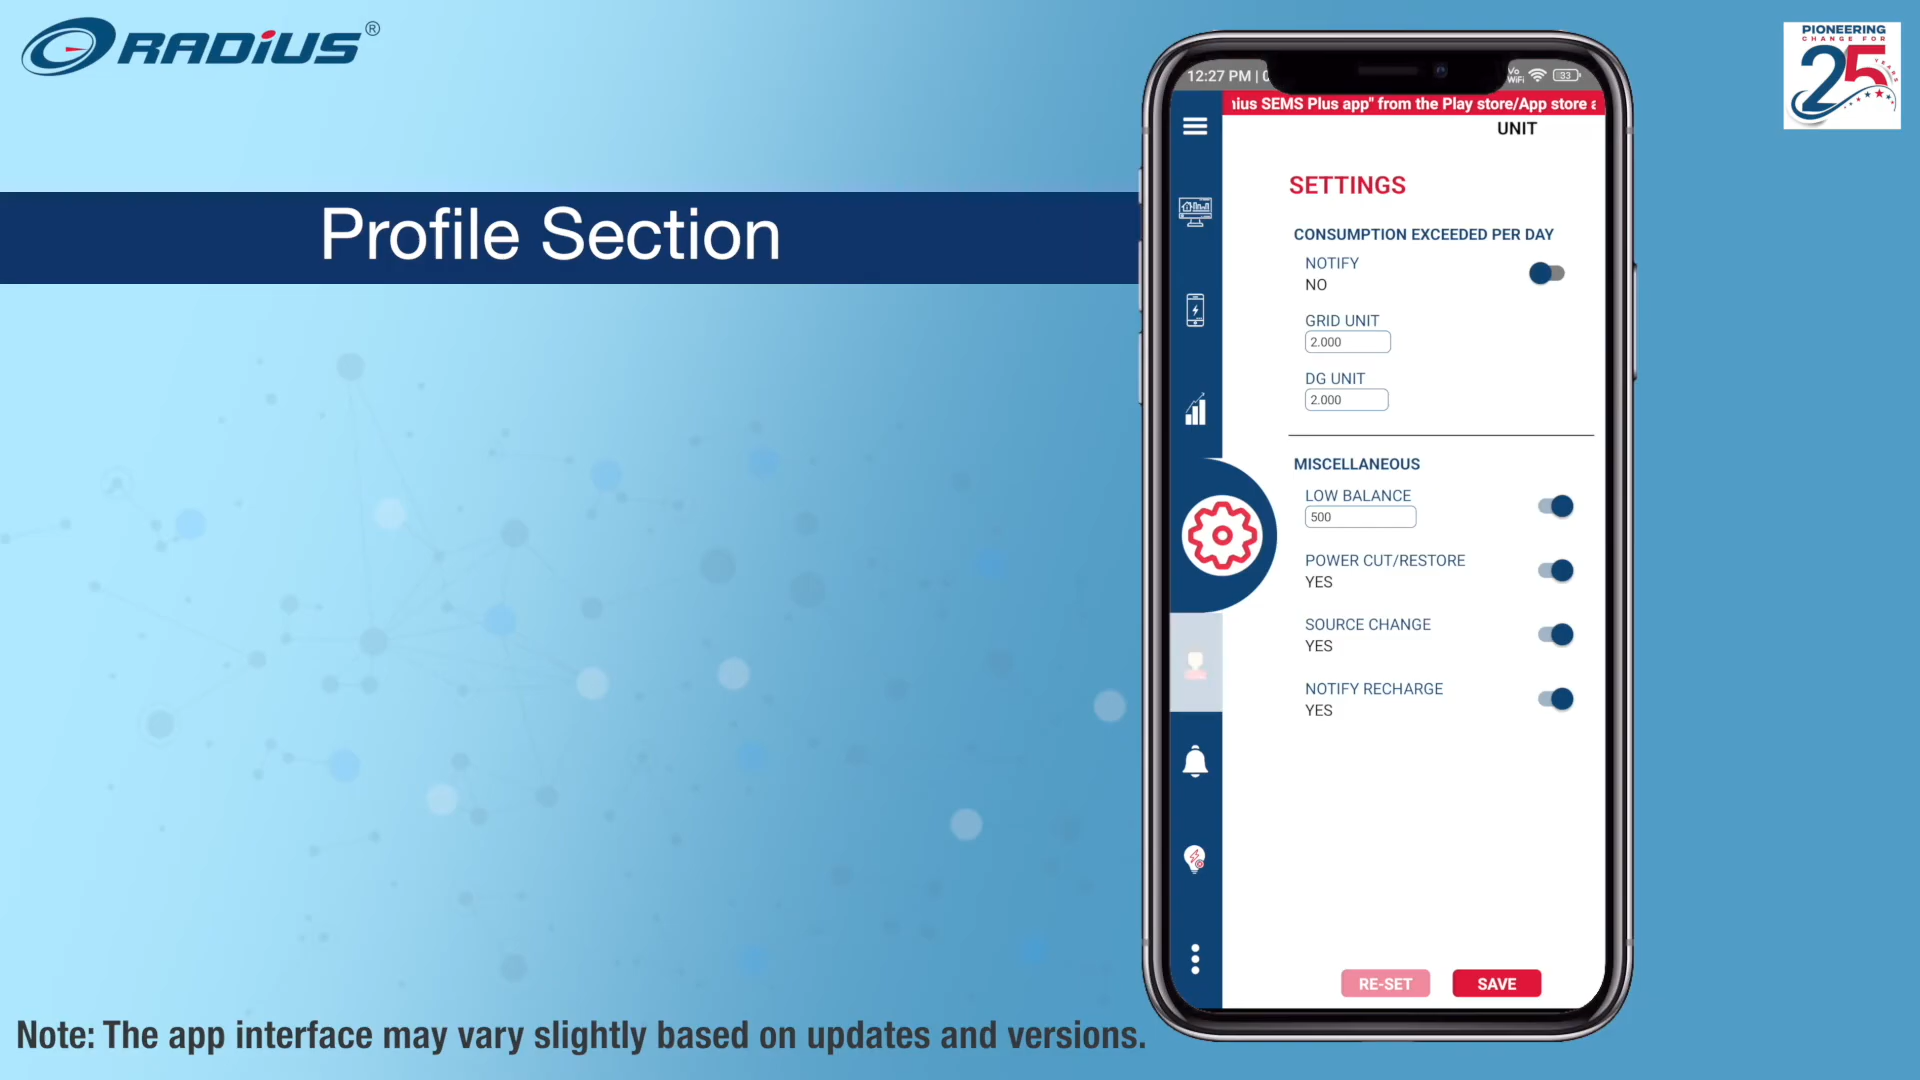 RADiUS®
PIONEERING
CHANGE FOR
25
YEARS
Profile Section
12:27 PM |
Vo
WiFi
33
SEMS Plus app" from the Play store/App store
UNIT
SETTINGS
CONSUMPTION EXCEEDED PER DAY
NOTIFY
NO
GRID UNIT
2.000
DG UNIT
2.000
MISCELLANEOUS
LOW BALANCE
500
POWER CUT/RESTORE
YES
SOURCE CHANGE
YES
NOTIFY RECHARGE
YES
RE-SET
SAVE
Note: The app interface may vary slightly based on updates and versions.